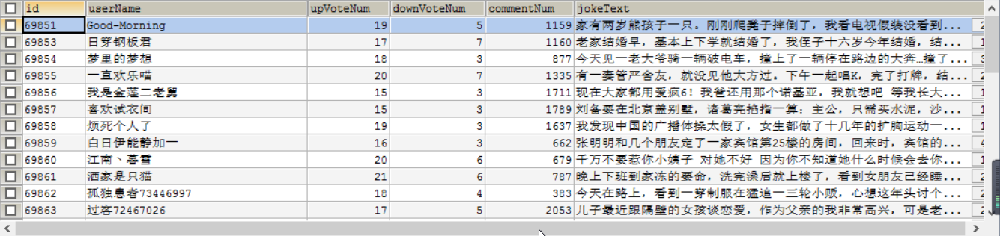 id userName upVoteNum downVoteNum commentNum jokeText
69851 Good-Morning 19 5 1159 家有两岁熊孩子一只。刚刚爬凳子摔倒了，我看电视假装没看到... 2
69853 日穿钢板君 17 7 1160 老家结婚早，基本上下学就结婚了，我侄子十六岁今年结婚，结... 1
69854 梦里的梦想 18 3 877 今天见一老大爷骑一辆破电车，撞上了一辆停在路边的大奔…撞了... 3
69855 一直欢乐喵 20 7 1335 有一妻管严舍友，就没见他大方过。下午一起唱K，完了打牌，结... 2
69856 我是金莲二老舅 15 3 1711 现在大家都用爱疯6！我爸还用那个诺基亚，我就想吧 等我长大... 1
69857 喜欢试衣间 15 3 1789 刘备要在北京盖别墅，诸葛亮掐指一算：主公，只需买水泥，沙... 1
69858 烦死个人了 19 3 1637 我发现中国的广播体操太假了，女生都做了十几年的扩胸运动一... 1
69859 白日伊能静加一 16 3 662 张明明和几个朋友定了一家宾馆第25楼的房间，回来时，宾馆的... 4
69860 江南丶暮雪 20 6 679 千万不要惹你小姨子 对她不好 因为你不知道她什么时候会去你... 1
69861 洒家是只猫 21 6 787 晚上下班到家冻的要命，洗完澡后就上楼了，看到女朋友已经睡... 2
69862 孤独患者73446997 18 4 383 今天在路上，看到一穿制服在猛追一三轮小贩，心想这年头讨个... 2
69863 过客72467026 17 5 2053 儿子最近跟隔壁的女孩谈恋爱，作为父亲的我非常高兴，可是老... 2